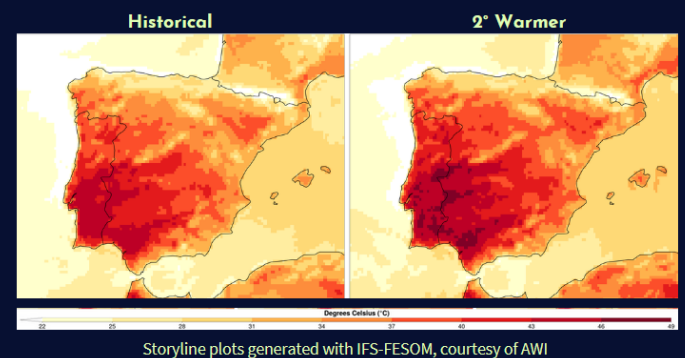 Historical
2° Warmer
Degrees Celsius (°C)
22 25 28 31 34 37 40 43 46 49
Storyline plots generated with IFS-FESOM, courtesy of AWI